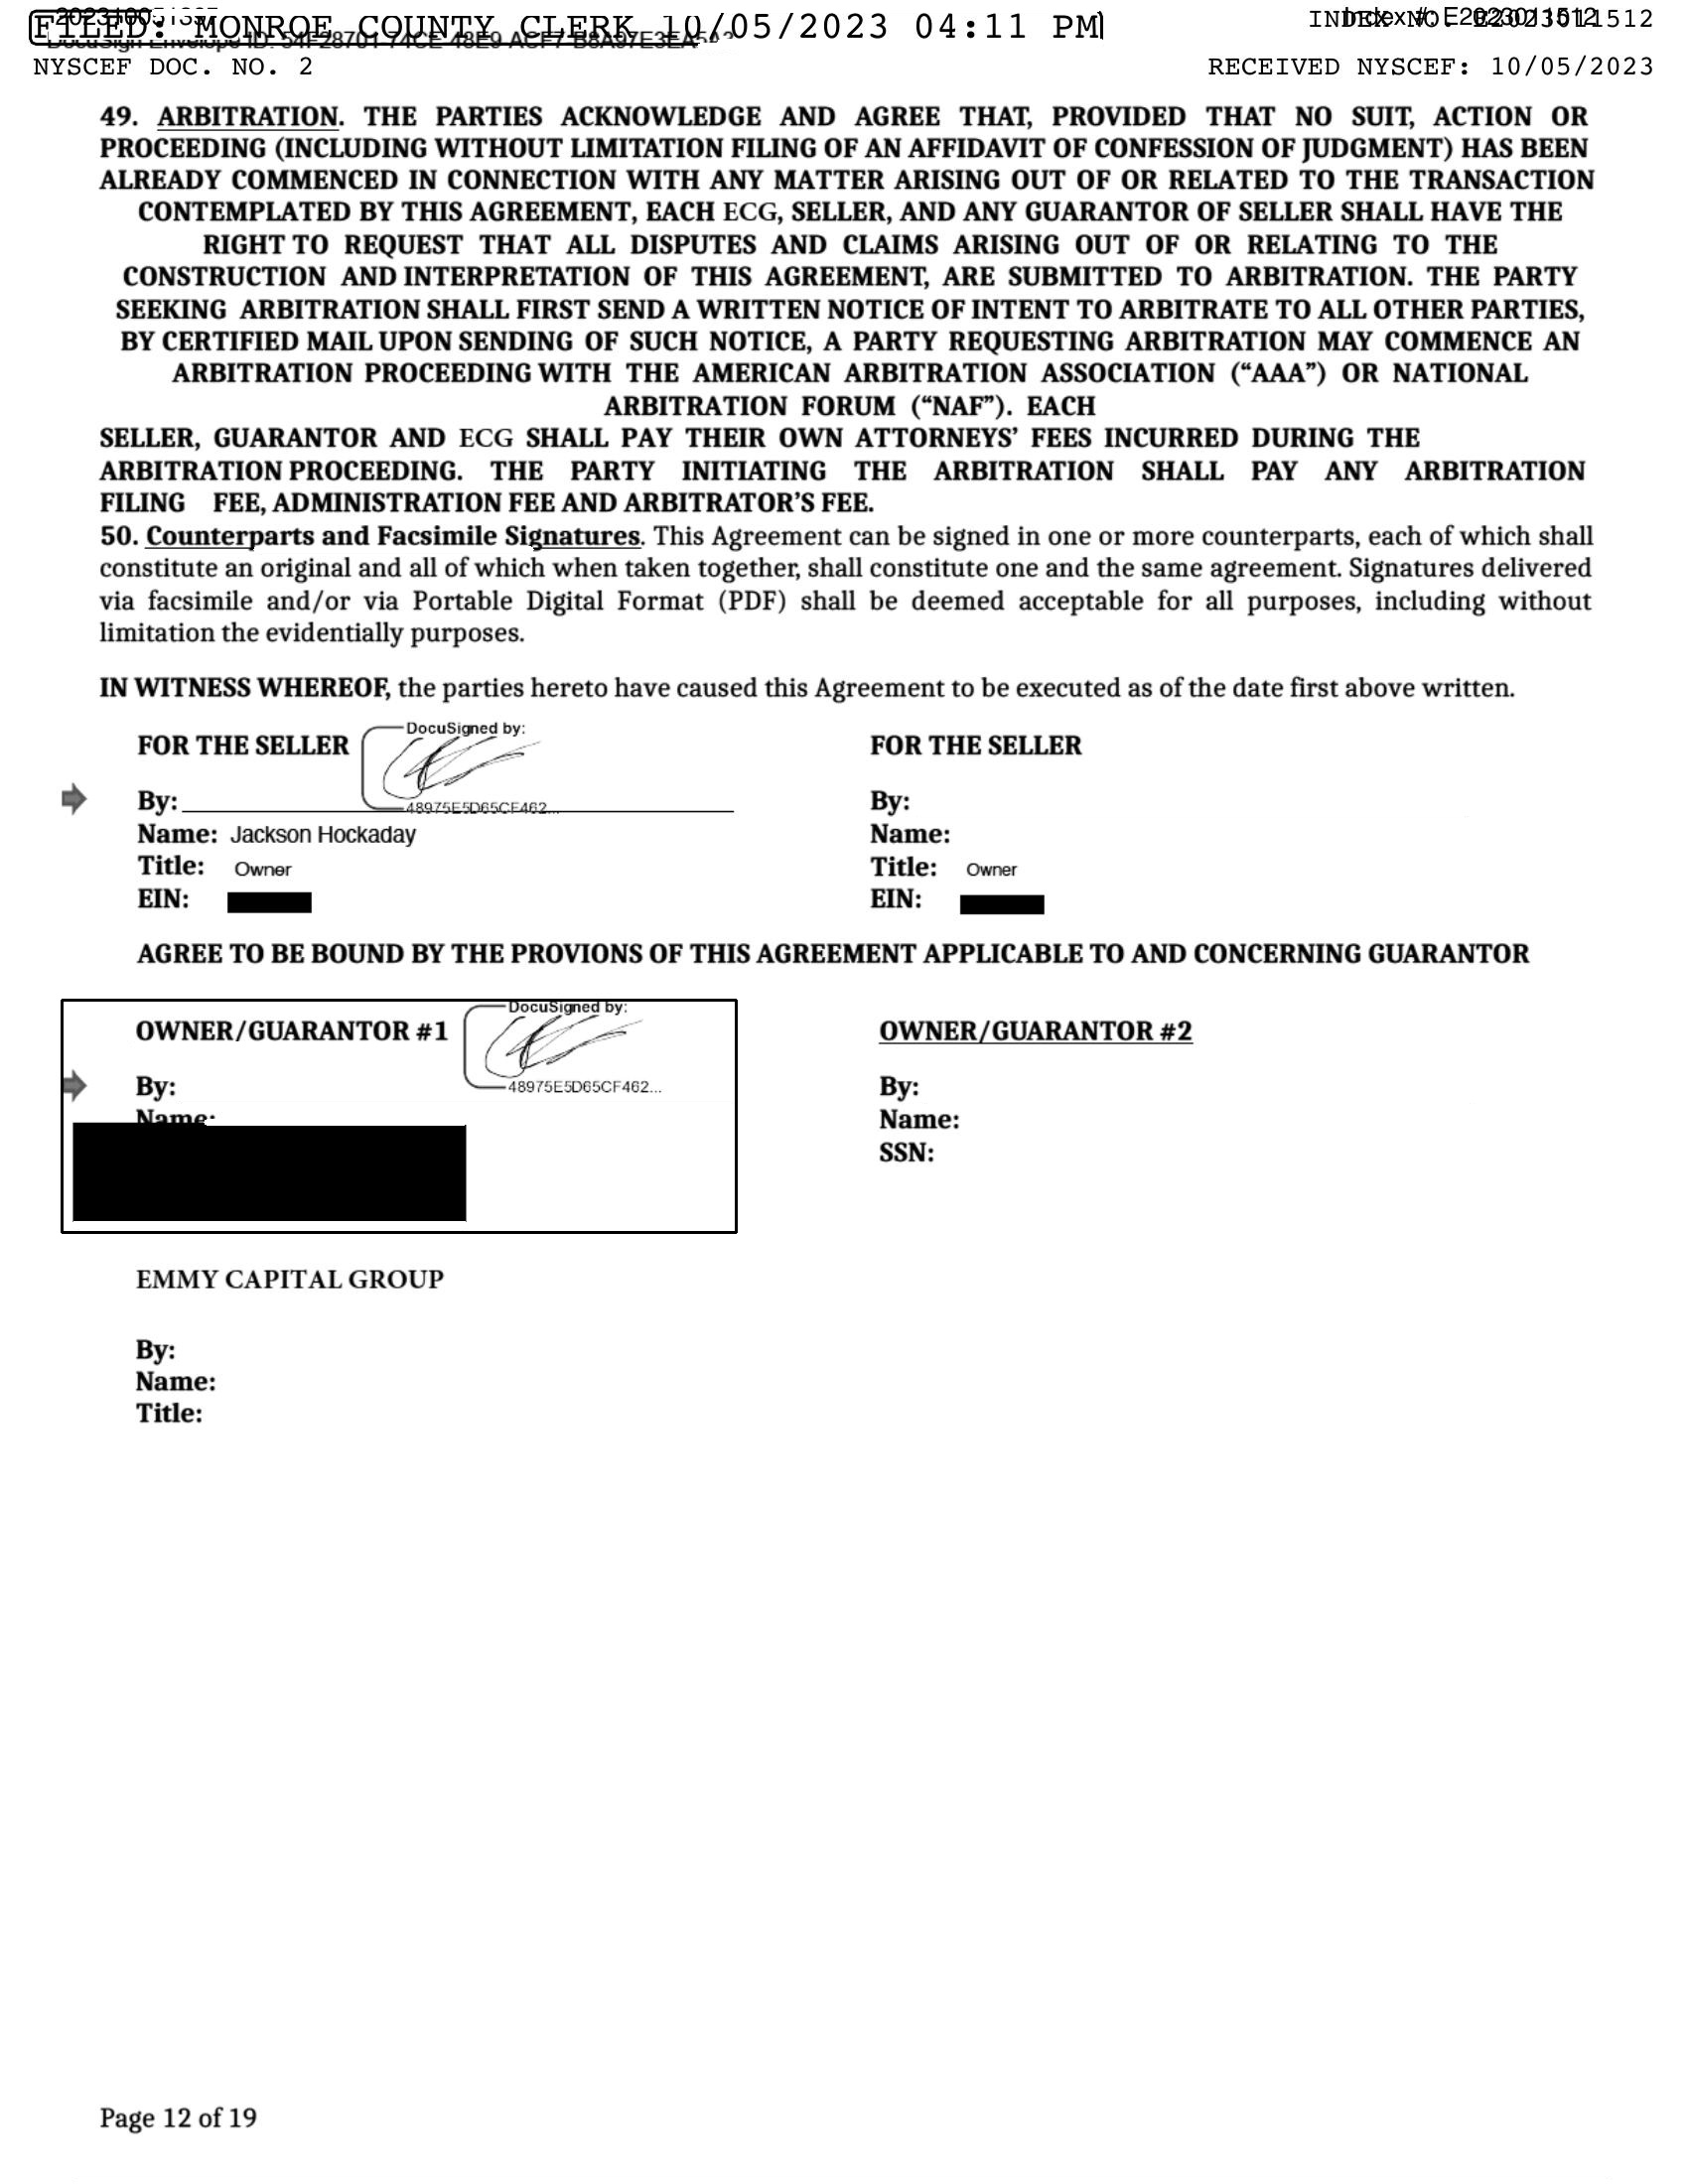 FILED: MONROE COUNTY CLERK 10/05/2023 04:11 PM
INDEX NO. E2023011512
Index #: E2023011512
DocuSign Envelope ID:
NYSCEF DOC. NO. 2
RECEIVED NYSCEF: 10/05/2023
49. ARBITRATION. THE PARTIES ACKNOWLEDGE AND AGREE THAT, PROVIDED THAT NO SUIT, ACTION OR
PROCEEDING (INCLUDING WITHOUT LIMITATION FILING OF AN AFFIDAVIT OF CONFESSION OF JUDGMENT) HAS BEEN
ALREADY COMMENCED IN CONNECTION WITH ANY MATTER ARISING OUT OF OR RELATED TO THE TRANSACTION
CONTEMPLATED BY THIS AGREEMENT, EACH ECG, SELLER, AND ANY GUARANTOR OF SELLER SHALL HAVE THE
RIGHT TO REQUEST THAT ALL DISPUTES AND CLAIMS ARISING OUT OF OR RELATING TO THE
CONSTRUCTION AND INTERPRETATION OF THIS AGREEMENT, ARE SUBMITTED TO ARBITRATION. THE PARTY
SEEKING ARBITRATION SHALL FIRST SEND A WRITTEN NOTICE OF INTENT TO ARBITRATE TO ALL OTHER PARTIES,
BY CERTIFIED MAIL UPON SENDING OF SUCH NOTICE, A PARTY REQUESTING ARBITRATION MAY COMMENCE AN
ARBITRATION PROCEEDING WITH THE AMERICAN ARBITRATION ASSOCIATION (“AAA”) OR NATIONAL
ARBITRATION FORUM (“NAF”). EACH
SELLER, GUARANTOR AND ECG SHALL PAY THEIR OWN ATTORNEYS’ FEES INCURRED DURING THE
ARBITRATION PROCEEDING. THE PARTY INITIATING THE ARBITRATION SHALL PAY ANY ARBITRATION
FILING FEE, ADMINISTRATION FEE AND ARBITRATOR’S FEE.
50. Counterparts and Facsimile Signatures. This Agreement can be signed in one or more counterparts, each of which shall
constitute an original and all of which when taken together, shall constitute one and the same agreement. Signatures delivered
via facsimile and/or via Portable Digital Format (PDF) shall be deemed acceptable for all purposes, including without
limitation the evidentially purposes.
IN WITNESS WHEREOF, the parties hereto have caused this Agreement to be executed as of the date first above written.
FOR THE SELLER
DocuSigned by:
By:
48975E5D65CF462...
Name: Jackson Hockaday
Title: Owner
EIN:
FOR THE SELLER
By:
Name:
Title: Owner
EIN:
AGREE TO BE BOUND BY THE PROVIONS OF THIS AGREEMENT APPLICABLE TO AND CONCERNING GUARANTOR
OWNER/GUARANTOR #1
DocuSigned by:
By:
48975E5D65CF462...
Name:
OWNER/GUARANTOR #2
By:
Name:
SSN:
EMMY CAPITAL GROUP
By:
Name:
Title:
Page 12 of 19